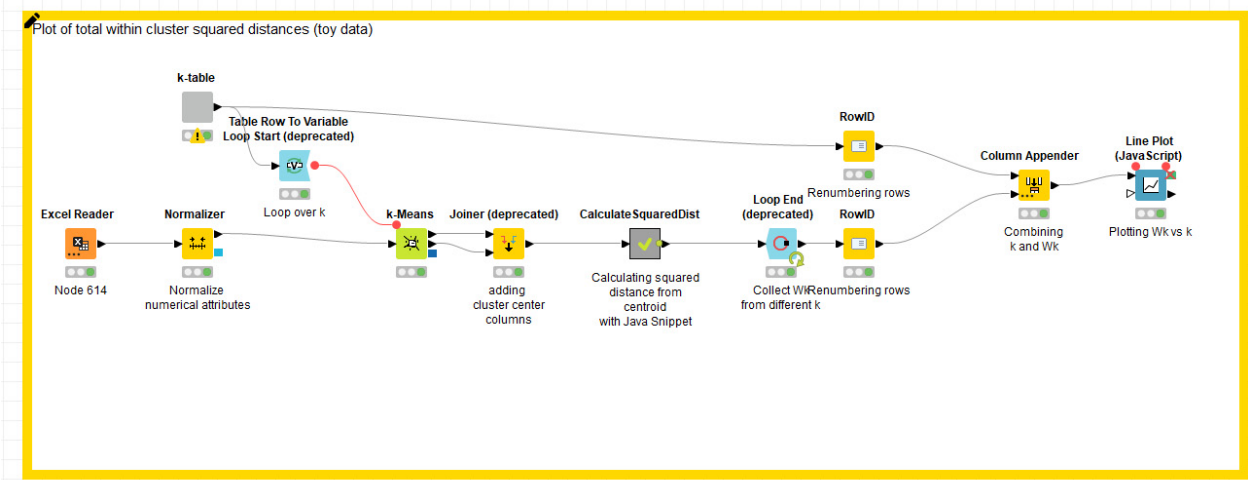 Plot of total within cluster squared distances (toy data)
k-table
Table Row To Variable
Loop Start (deprecated)
V
Loop over k
RowID
Renumbering rows
Column Appender
Combining
k and Wk
Line Plot
(JavaScript)
Plotting Wk vs k
Excel Reader
Node 614
Normalizer
Normalize
numerical attributes
k-Means
Joiner (deprecated)
adding
cluster center
columns
CalculateSquaredDist
Calculating squared
distance from
centroid
with Java Snippet
Loop End
(deprecated)
Collect Wk
from different k
RowID
Renumbering rows